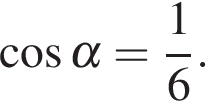 cos α = 1/6.